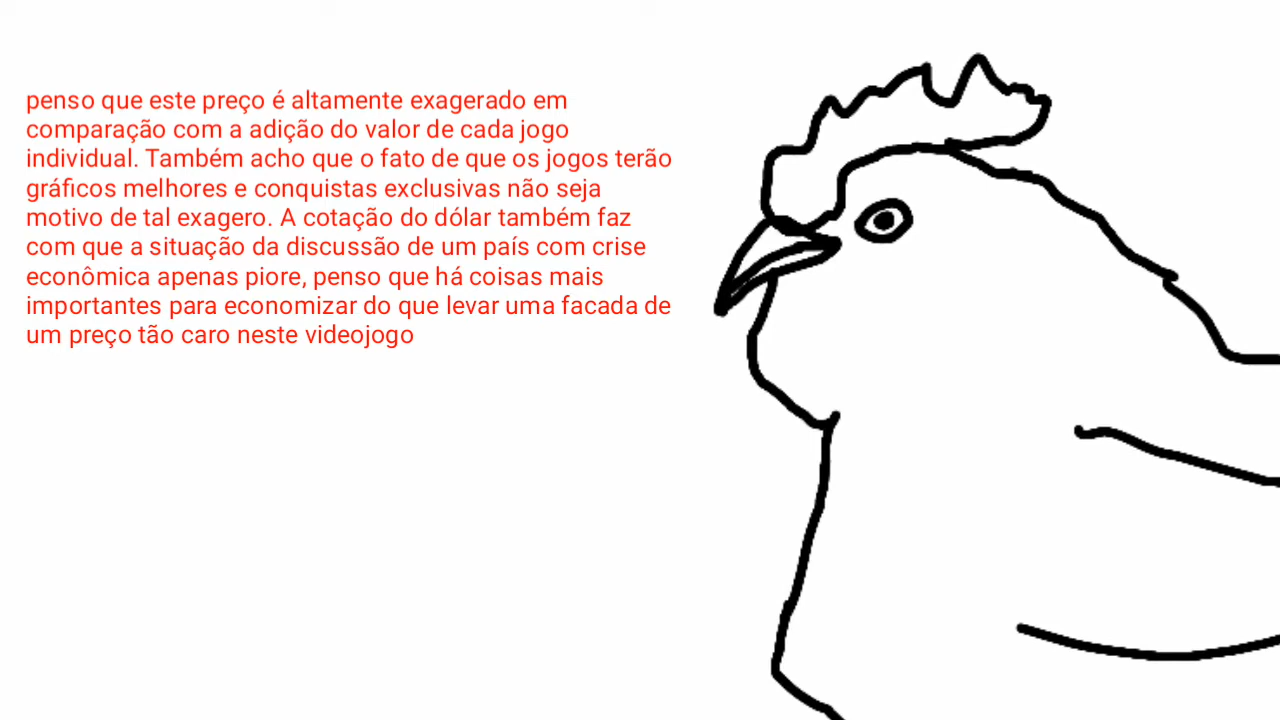 penso que este preço é altamente exagerado em
comparação com a adição do valor de cada jogo
individual. Também acho que o fato de que os jogos terão
gráficos melhores e conquistas exclusivas não seja
motivo de tal exagero. A cotação do dólar também faz
com que a situação da discussão de um país com crise
econômica apenas piore, penso que há coisas mais
importantes para economizar do que levar uma facada de
um preço tão caro neste videojogo